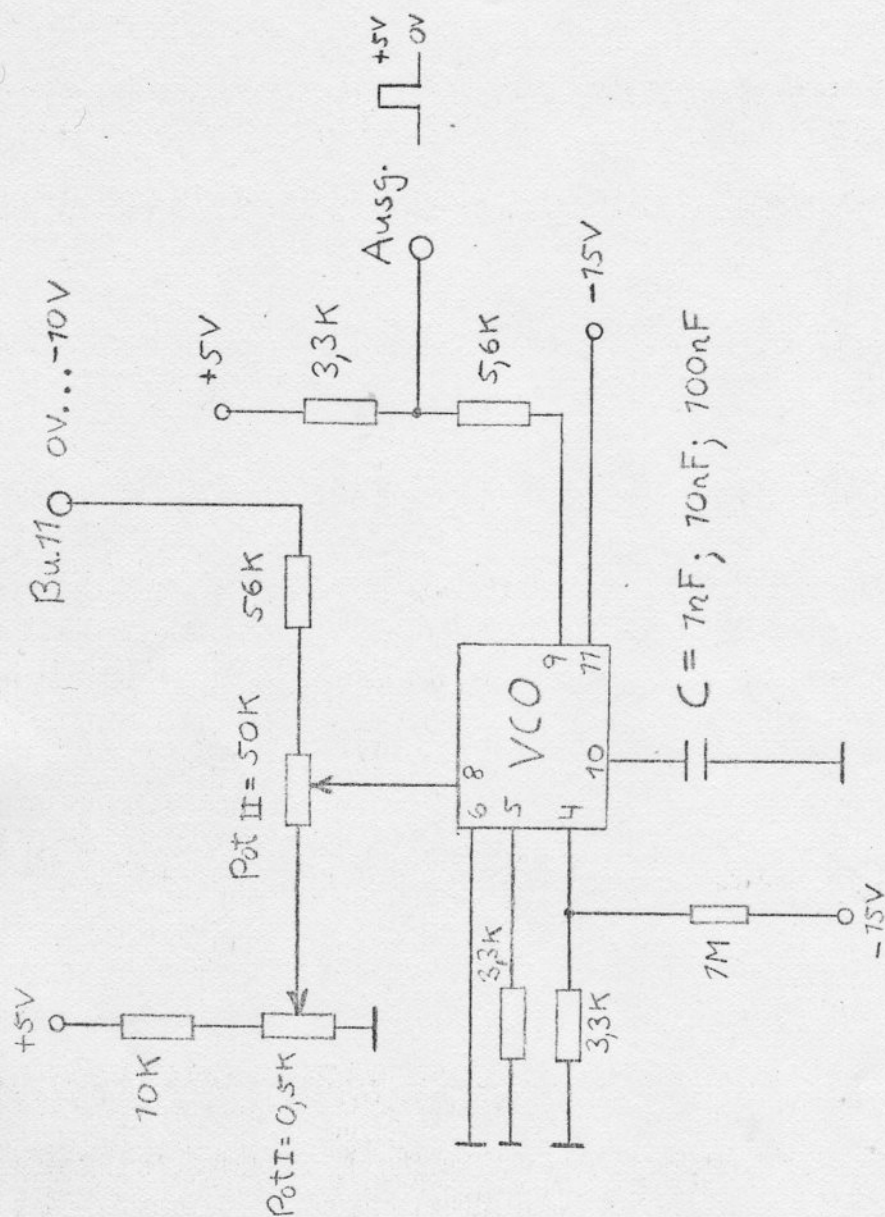 +5V
0V
Ausg.
Bu.11 0V...-10V
+5V
3,3K
5,6K
-15V
56K
Pot II = 50K
+5V
10K
Pot I = 0,5K
VCO
8
9
6
5
4
10
11
3,3K
3,3K
1M
-15V
C = 1nF; 10nF; 100nF